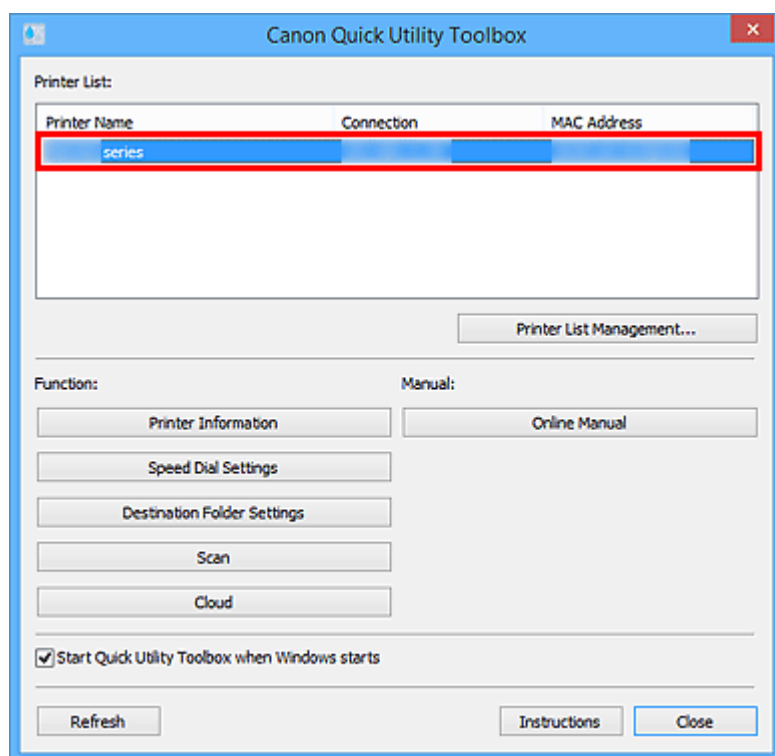 Canon Quick Utility Toolbox
Printer List:
Printer Name Connection MAC Address
series
Printer List Management...
Function: Manual:
Printer Information Online Manual
Speed Dial Settings
Destination Folder Settings
Scan
Cloud
Start Quick Utility Toolbox when Windows starts
Refresh Instructions Close